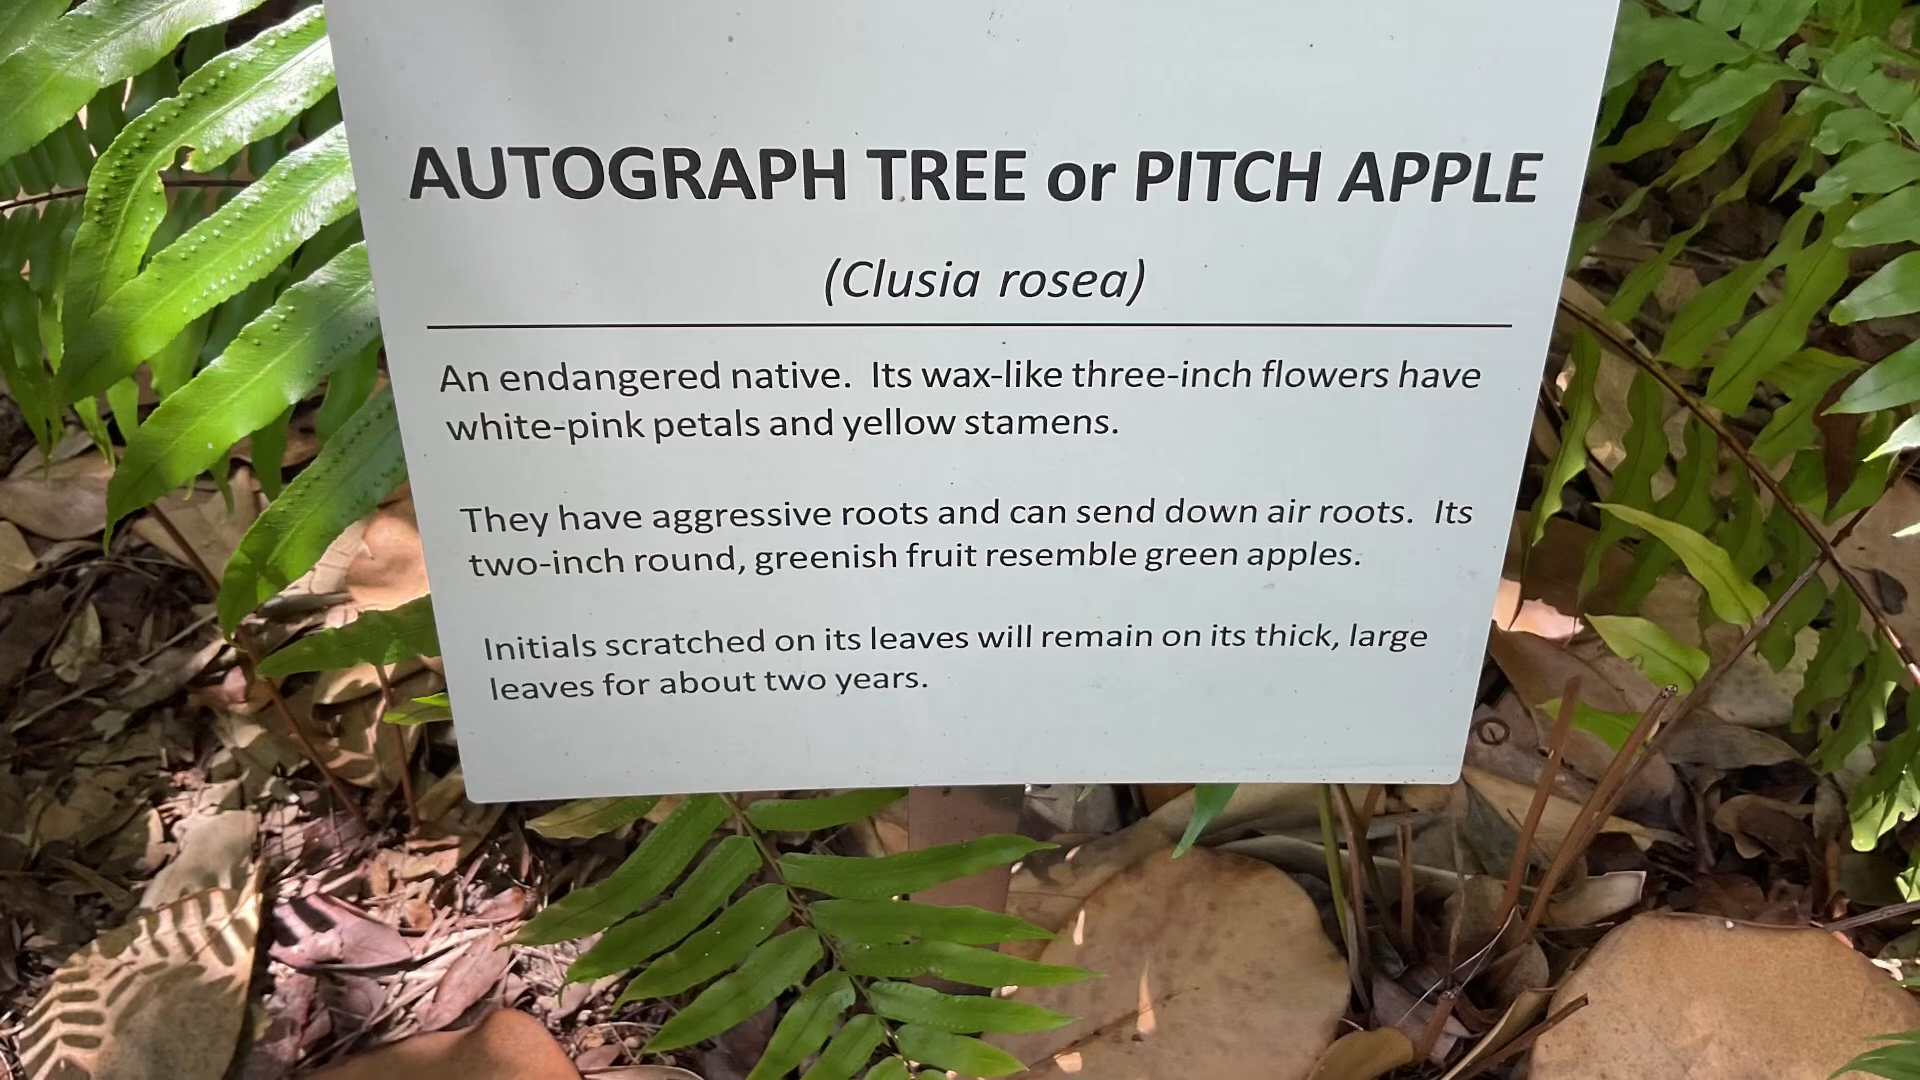 AUTOGRAPH TREE or PITCH APPLE
(Clusia rosea)
An endangered native. Its wax-like three-inch flowers have
white-pink petals and yellow stamens.
They have aggressive roots and can send down air roots. Its
two-inch round, greenish fruit resemble green apples.
Initials scratched on its leaves will remain on its thick, large
leaves for about two years.